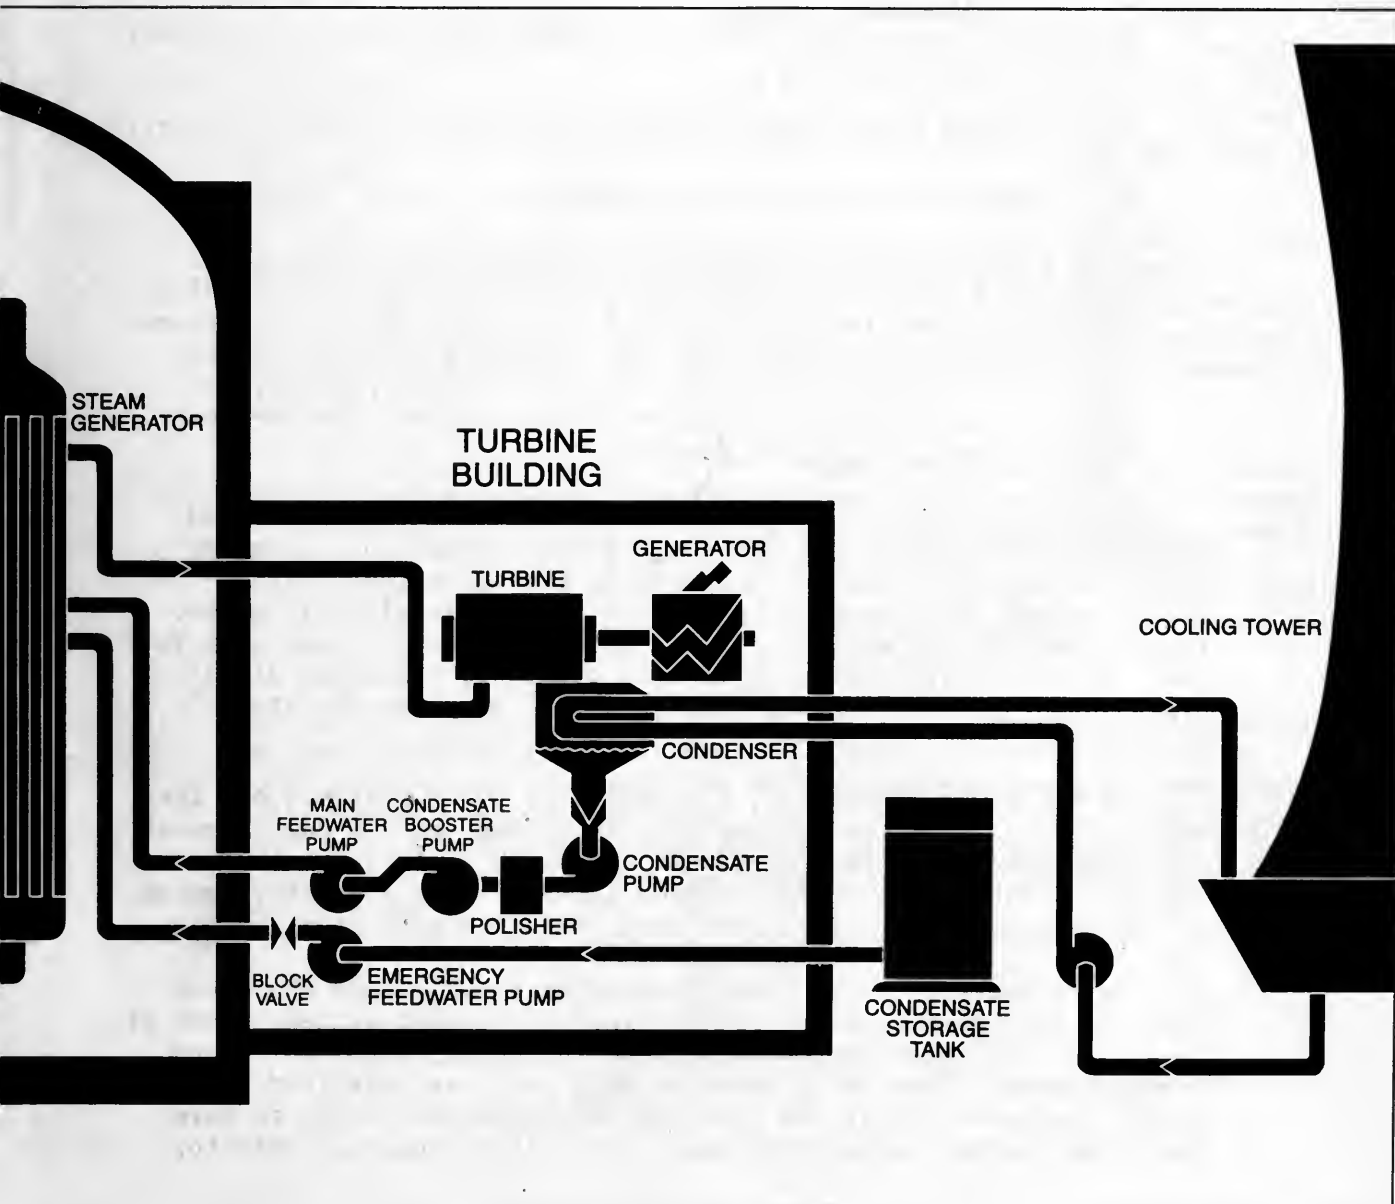 STEAM
GENERATOR
TURBINE
BUILDING
GENERATOR
TURBINE
COOLING TOWER
CONDENSER
MAIN
FEEDWATER
PUMP
CONDENSATE
BOOSTER
PUMP
CONDENSATE
PUMP
POLISHER
BLOCK
VALVE
EMERGENCY
FEEDWATER PUMP
CONDENSATE
STORAGE
TANK